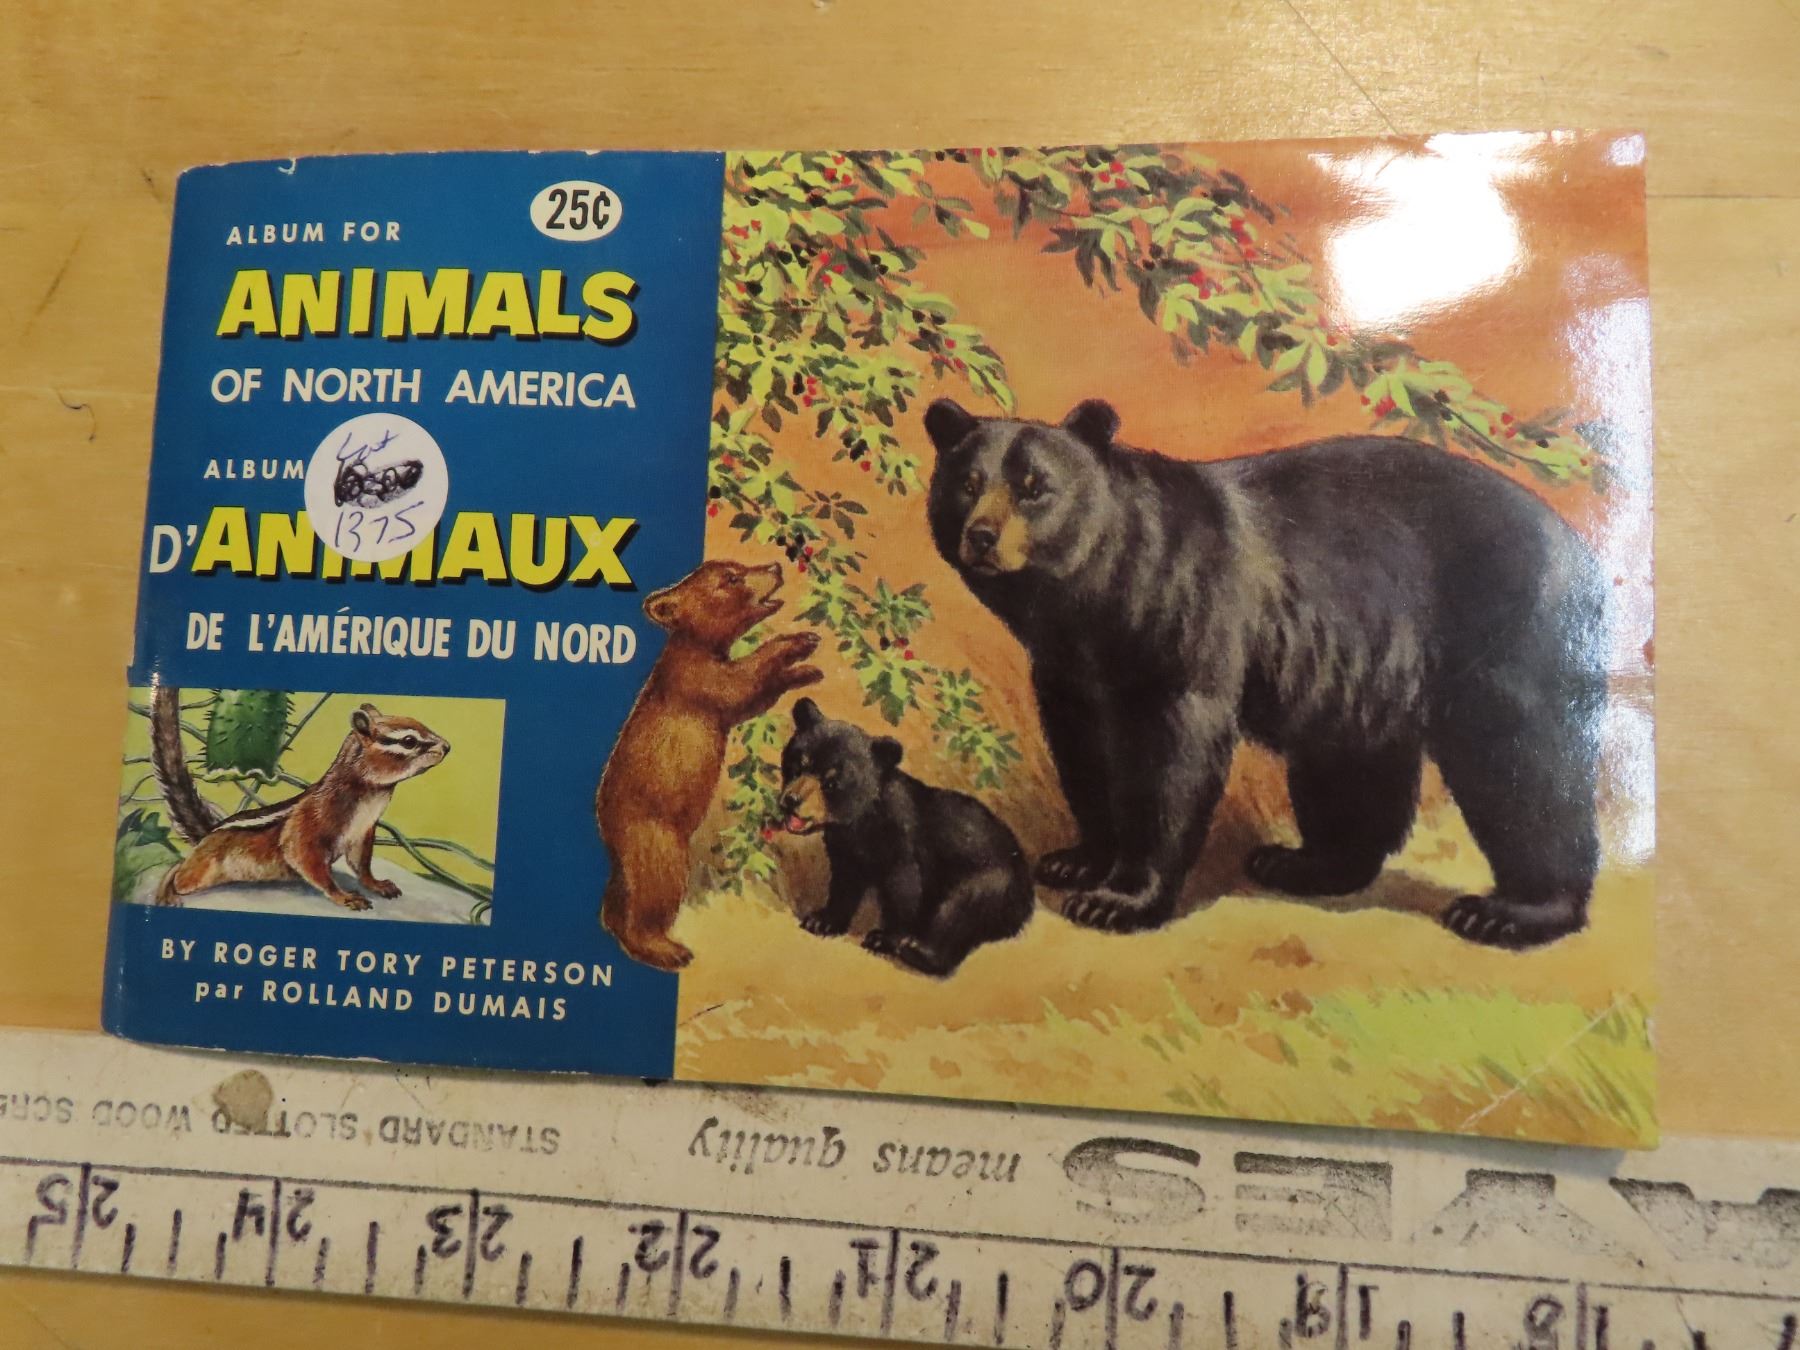 25¢
ALBUM FOR
ANIMALS
OF NORTH AMERICA
ALBUM
D'ANIMAUX
DE L'AMÉRIQUE DU NORD
BY ROGER TORY PETERSON
par ROLLAND DUMAIS
Lot
1375
STANDARD SLOTTED WOOD SCRE
means quality
25 24 23 22 21 20 19 18